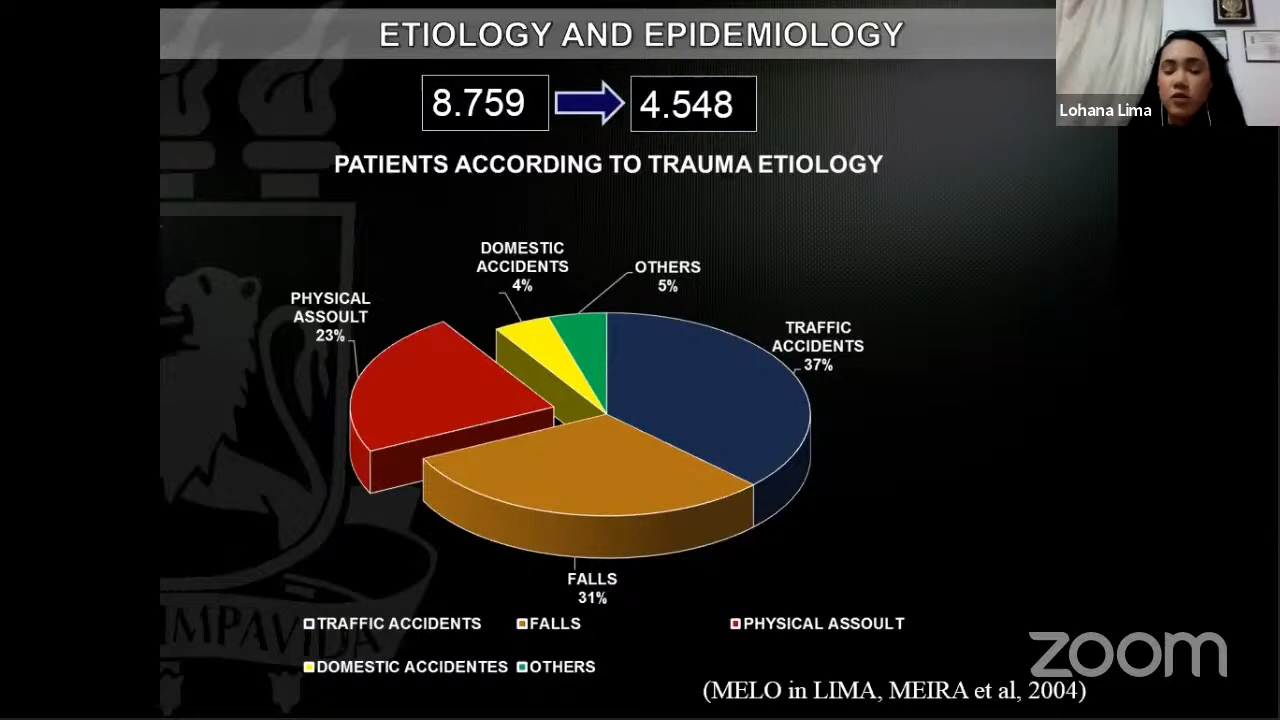 ETIOLOGY AND EPIDEMIOLOGY
Lohana Lima
8.759
4.548
PATIENTS ACCORDING TO TRAUMA ETIOLOGY
DOMESTIC
ACCIDENTS
4%
OTHERS
5%
PHYSICAL
ASSOULT
23%
TRAFFIC
ACCIDENTS
37%
FALLS
31%
TRAFFIC ACCIDENTS
FALLS
PHYSICAL ASSOULT
DOMESTIC ACCIDENTES
OTHERS
IMPAVIDA
zoom
(MELO in LIMA, MEIRA et al, 2004)